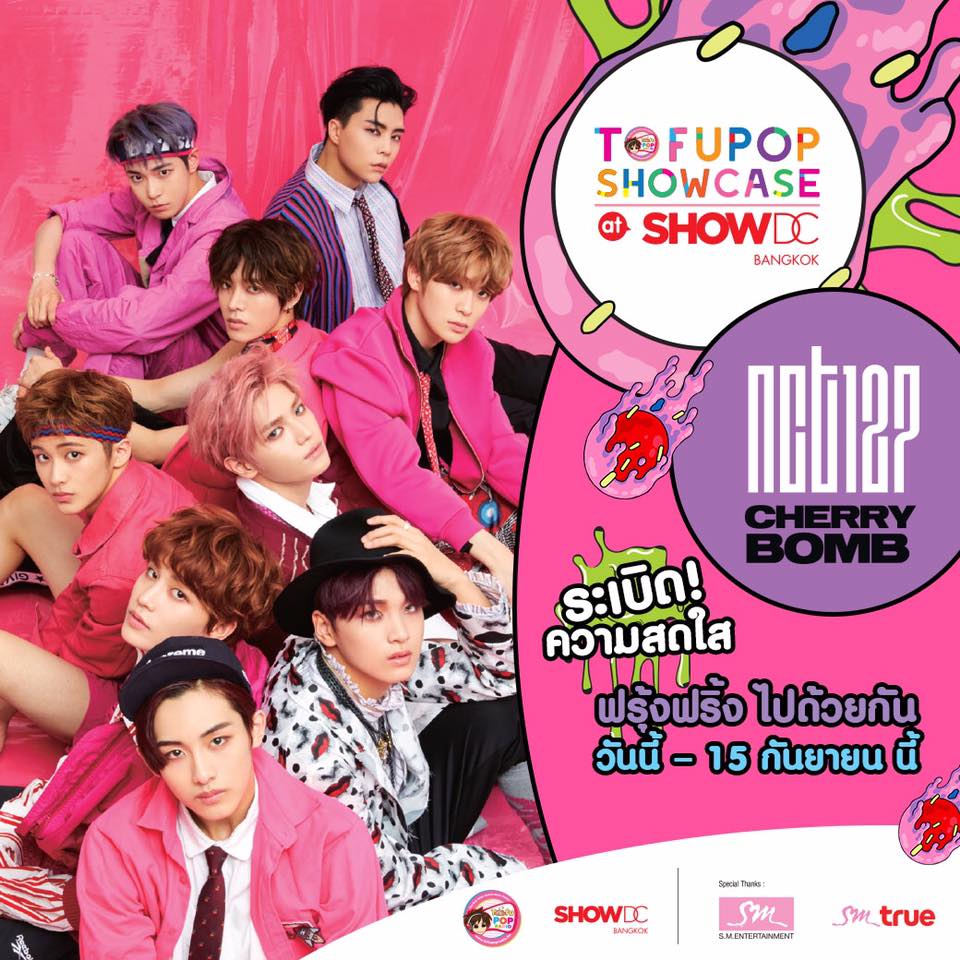 TOFUPOP
SHOWCASE
at SHOWDC
BANGKOK
nct127
CHERRY
BOMB
ระเบิด!
ความสดใส
ฟรุ้งฟริ้ง ไปด้วยกัน
วันนี้ – 15 กันยายน นี้
POP
RADIO
SHOWDC
BANGKOK
Special Thanks :
SM
S.M.ENTERTAINMENT
SM true